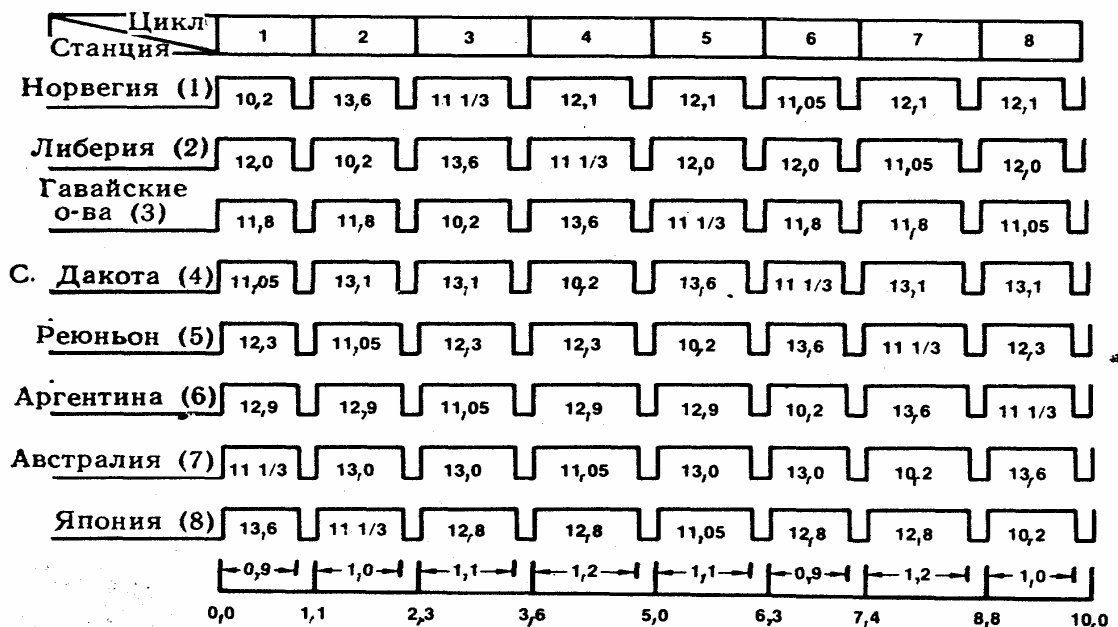 Цикл
Станция 1 2 3 4 5 6 7 8
Норвегия (1) 10,2 13,6 11 1/3 12,1 12,1 11,05 12,1 12,1
Либерия (2) 12,0 10,2 13,6 11 1/3 12,0 12,0 11,05 12,0
Гавайские
о-ва (3) 11,8 11,8 10,2 13,6 11 1/3 11,8 11,8 11,05
С. Дакота (4) 11,05 13,1 13,1 10,2 13,6 11 1/3 13,1 13,1
Реюньон (5) 12,3 11,05 12,3 12,3 10,2 13,6 11 1/3 12,3
Аргентина (6) 12,9 12,9 11,05 12,9 12,9 10,2 13,6 11 1/3
Австралия (7) 11 1/3 13,0 13,0 11,05 13,0 13,0 10,2 13,6
Япония (8) 13,6 11 1/3 12,8 12,8 11,05 12,8 12,8 10,2
0,9 1,0 1,1 1,2 1,1 0,9 1,2 1,0
0,0 1,1 2,3 3,6 5,0 6,3 7,4 8,8 10,0